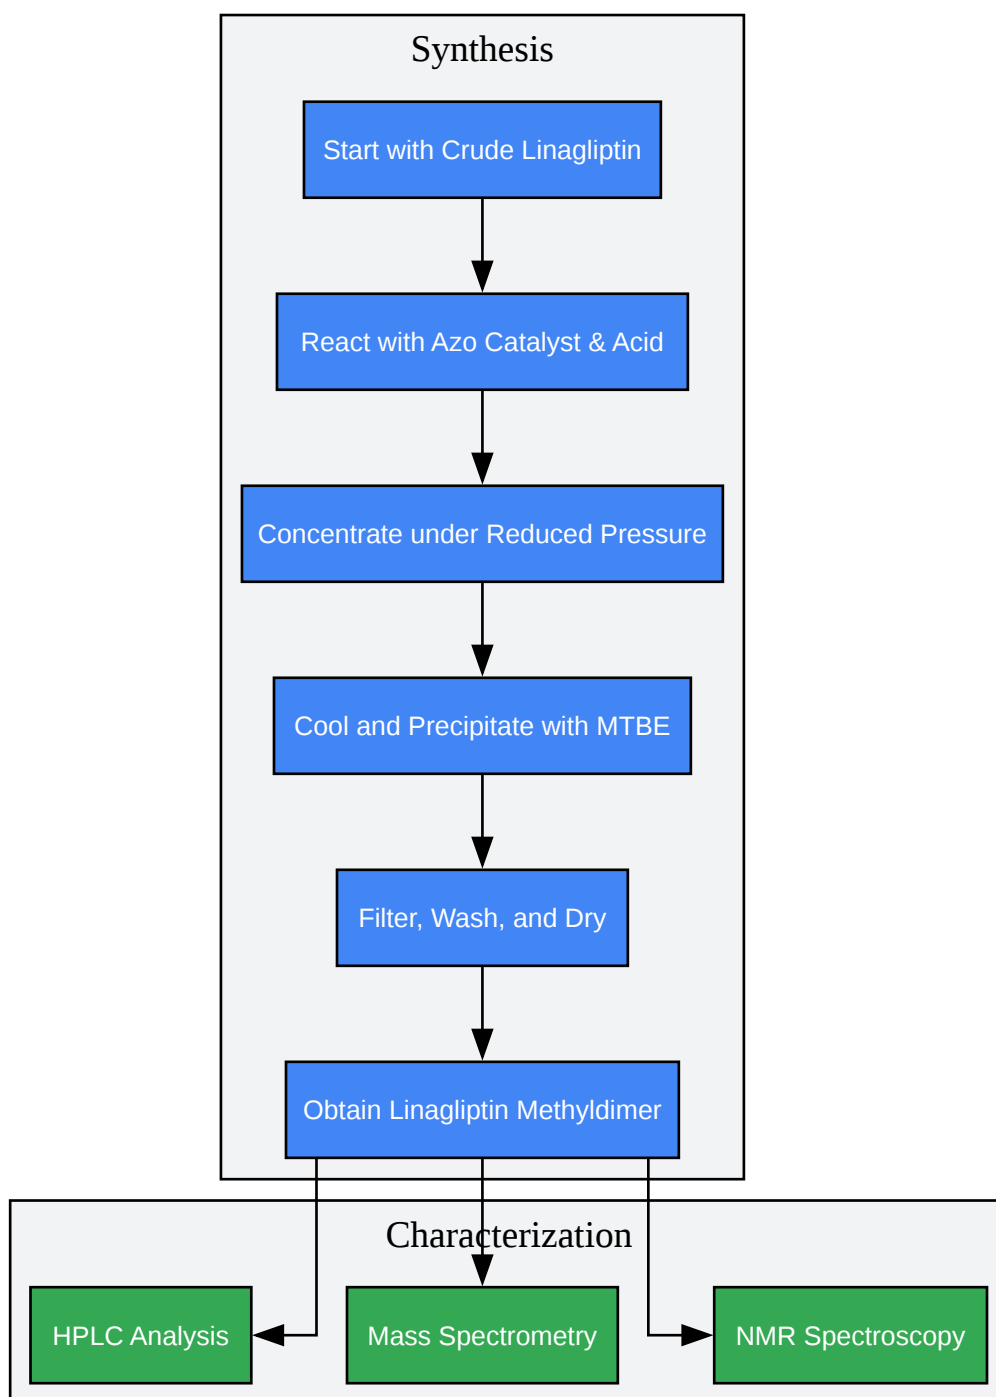 Synthesis
Start with Crude Linagliptin
React with Azo Catalyst & Acid
Concentrate under Reduced Pressure
Cool and Precipitate with MTBE
Filter, Wash, and Dry
Obtain Linagliptin Methyldimer
Characterization
HPLC Analysis
Mass Spectrometry
NMR Spectroscopy